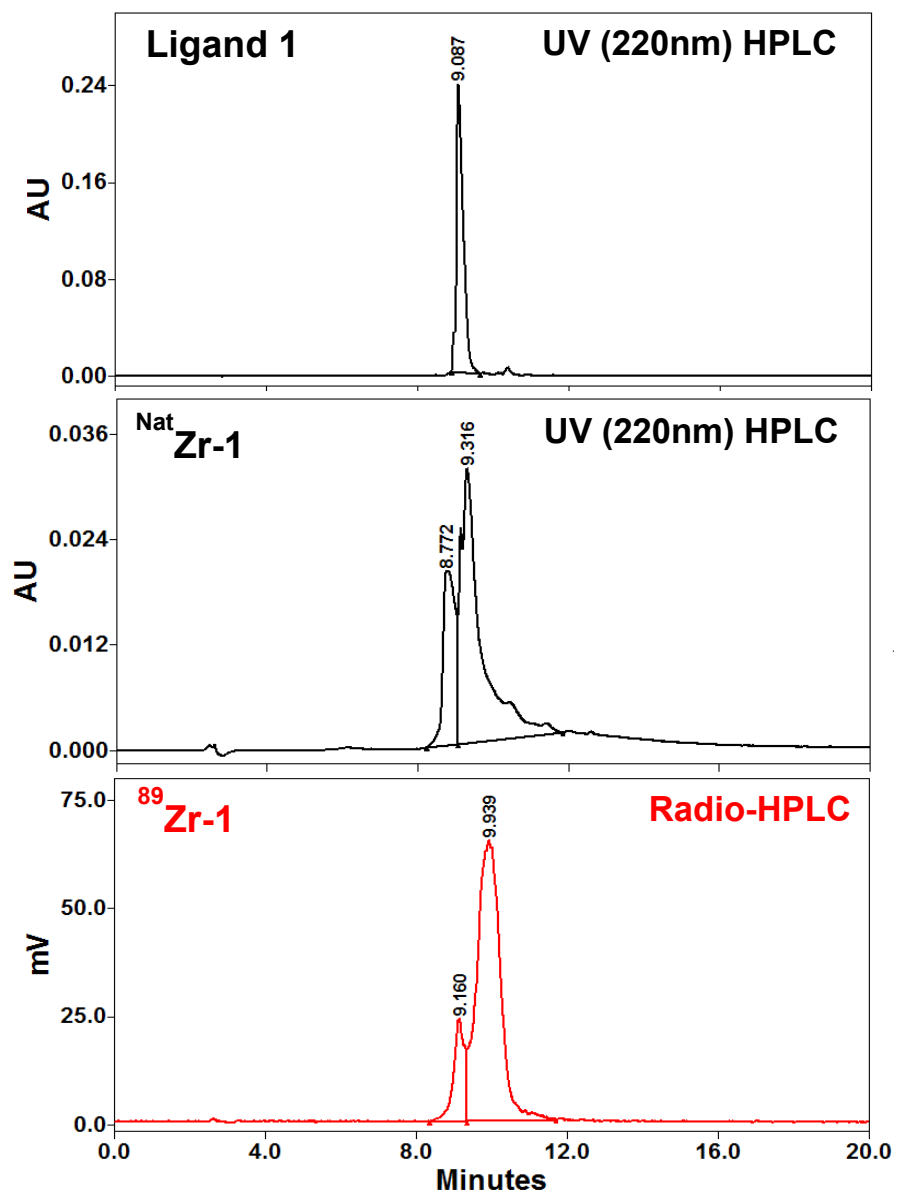 Ligand 1
UV (220nm) HPLC
9.087
AU
0.24
0.16
0.08
0.00
NatZr-1
UV (220nm) HPLC
8.772
9.316
AU
0.036
0.024
0.012
0.000
89Zr-1
Radio-HPLC
9.160
9.939
mV
75.0
50.0
25.0
0.0
0.0 4.0 8.0 12.0 16.0 20.0
Minutes